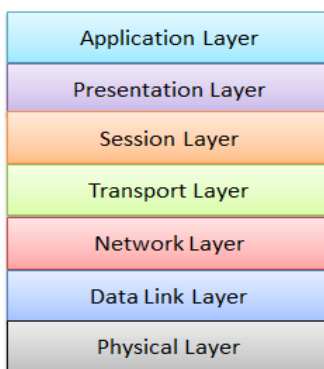 Application Layer
Presentation Layer
Session Layer
Transport Layer
Network Layer
Data Link Layer
Physical Layer